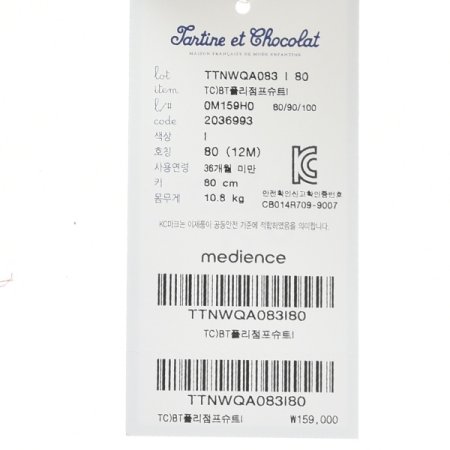 Tartine et Chocolat
MAISON FRANÇAISE DE MODE ENFANTINE
lot TTNWQA083 I 80
item TC)BT플리점프슈트I
l/# 0M159H0 80/90/100
code 2036993
색상 I
호칭 80 (12M)
사용연령 36개월 미만
키 80 cm
몸무게 10.8 kg
안전확인신고확인증번호
CB014R709-9007
KC마크는 이제품이 공통안전 기준에 적합하였음을 의미합니다.
medience
TTNWQA083I80
TC)BT플리점프슈트I
TTNWQA083I80
TC)BT플리점프슈트I ₩159,000